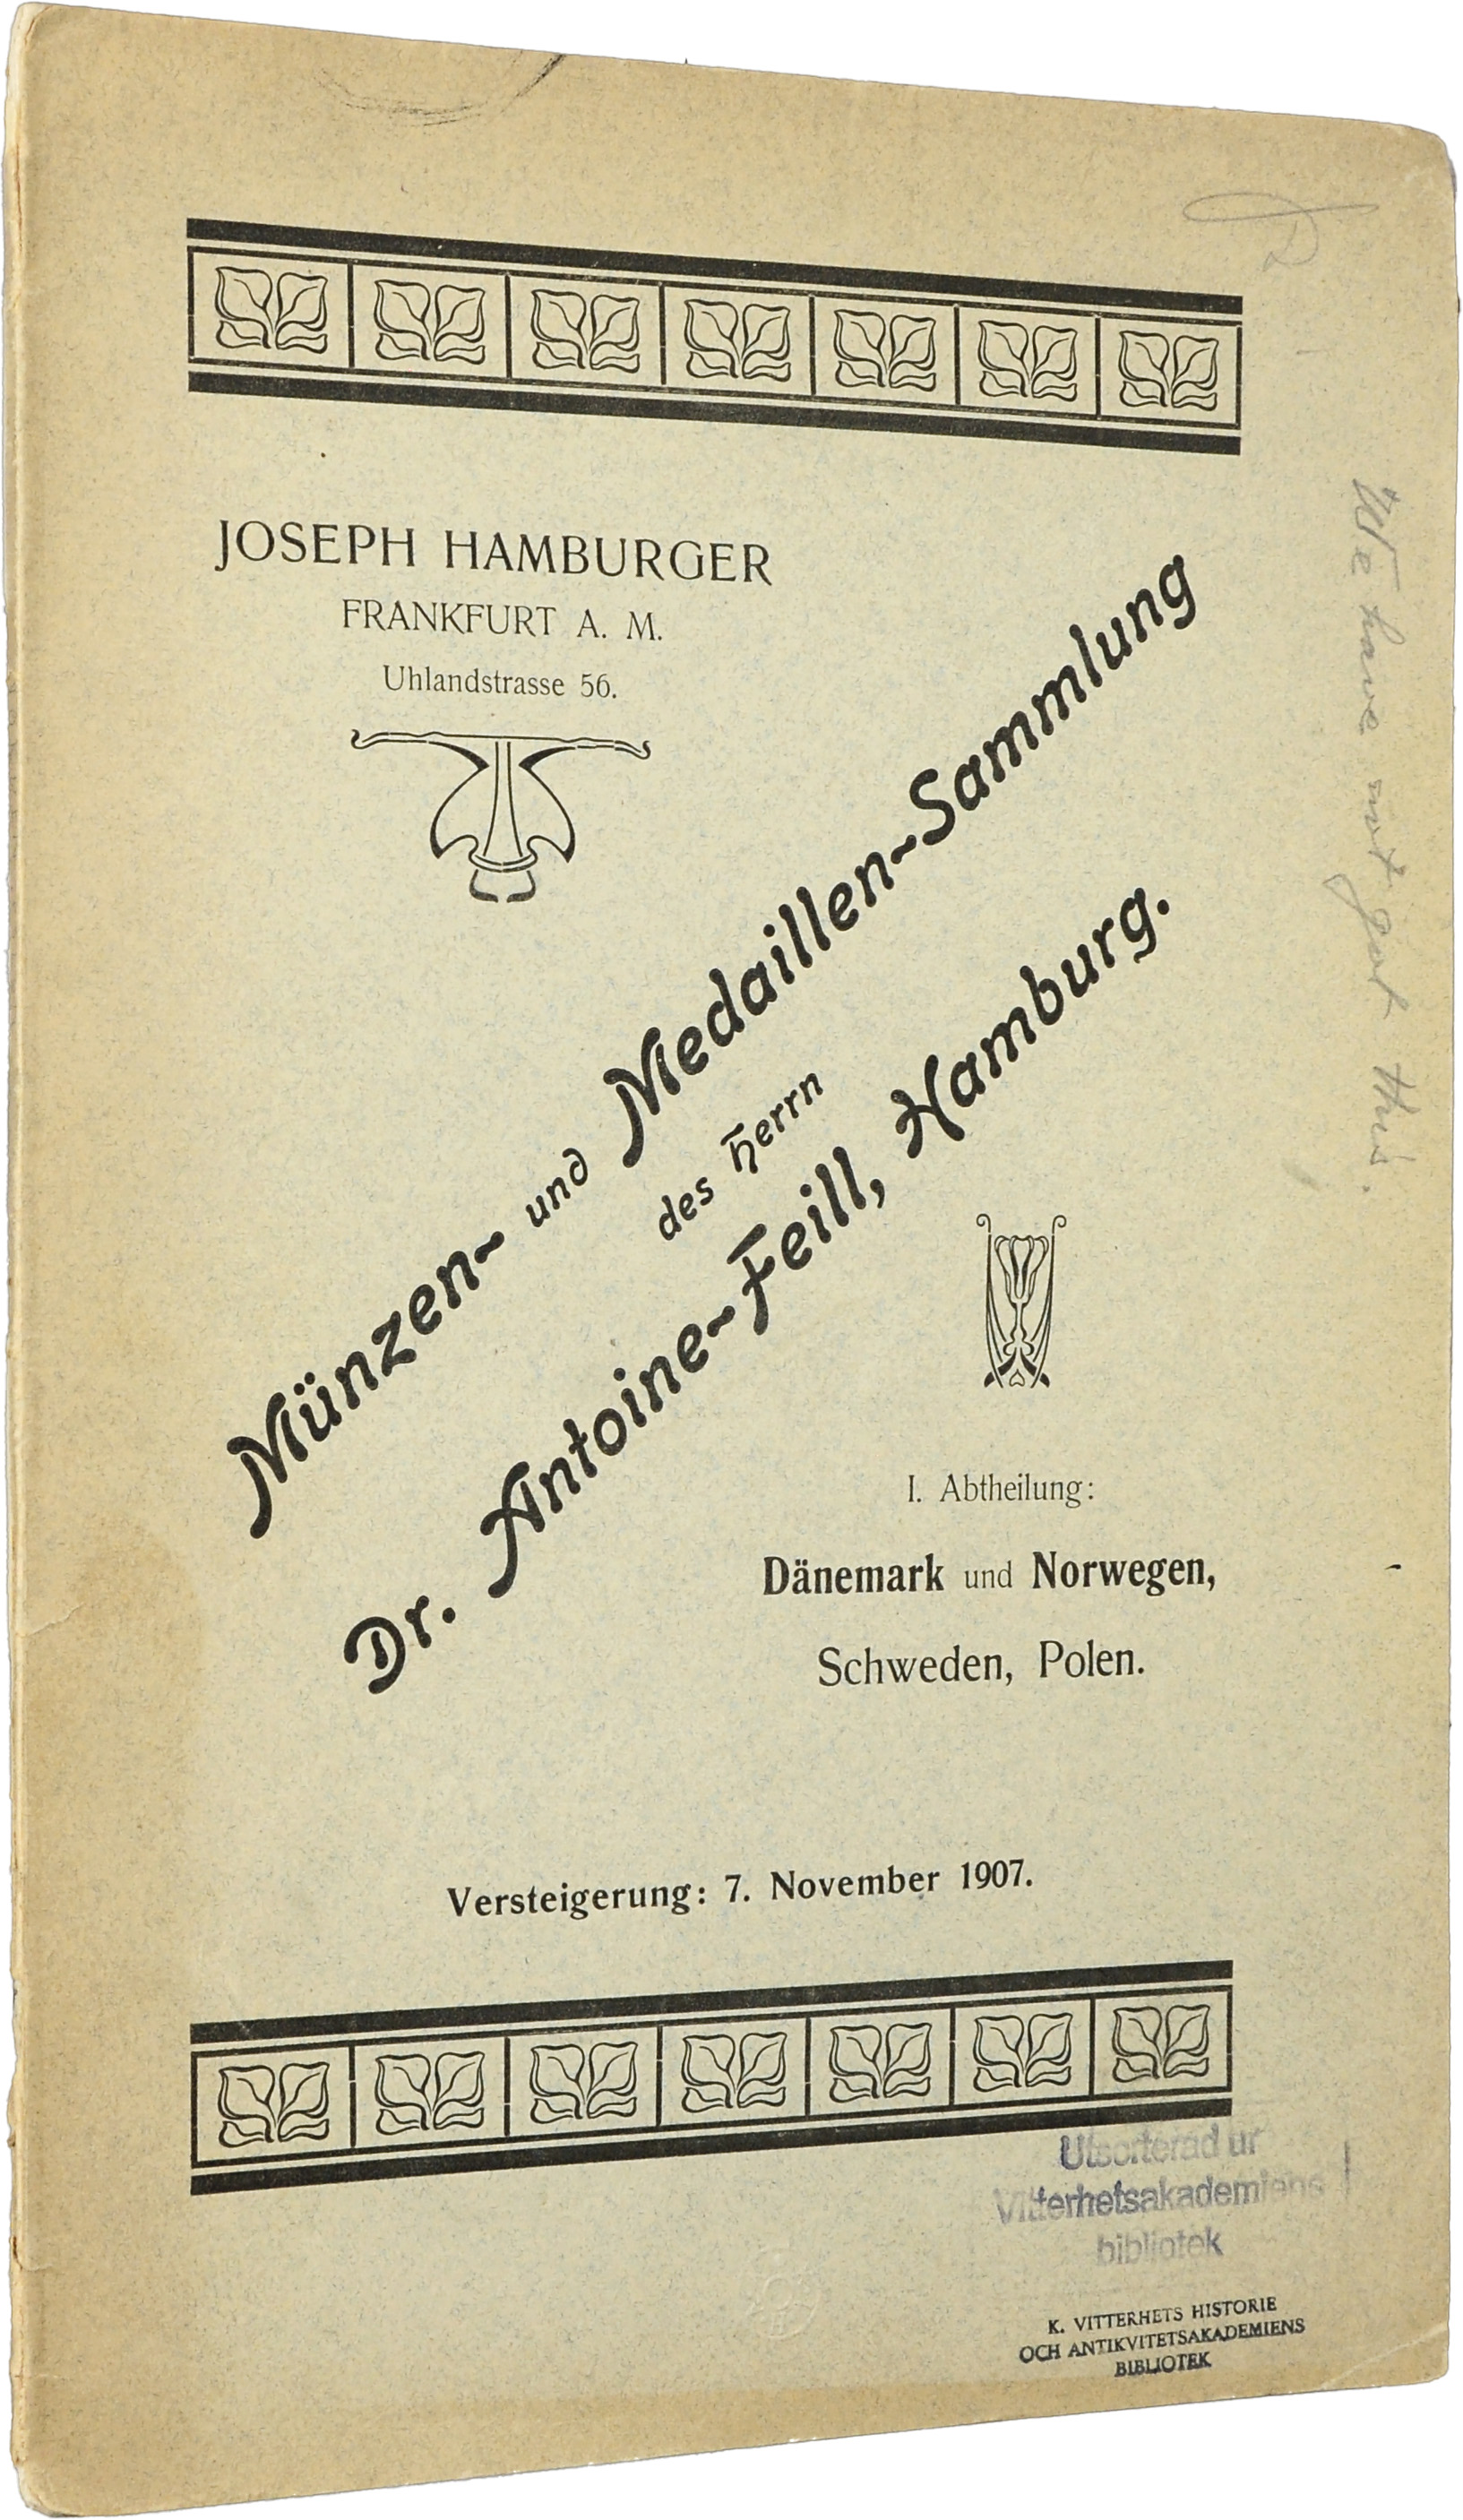 JOSEPH HAMBURGER
FRANKFURT A. M.
Uhlandstrasse 56.
Münzen- und Medaillen-Sammlung
des Herrn
Dr. Antoine-Feill, Hamburg.
I. Abtheilung:
Dänemark und Norwegen,
Schweden, Polen.
Versteigerung: 7. November 1907.
We have not got this.
Utsorterad ur
Vitterhetsakademiens
bibliotek
K. VITTERHETS HISTORIE
OCH ANTIKVITETSAKADEMIENS
BIBLIOTEK